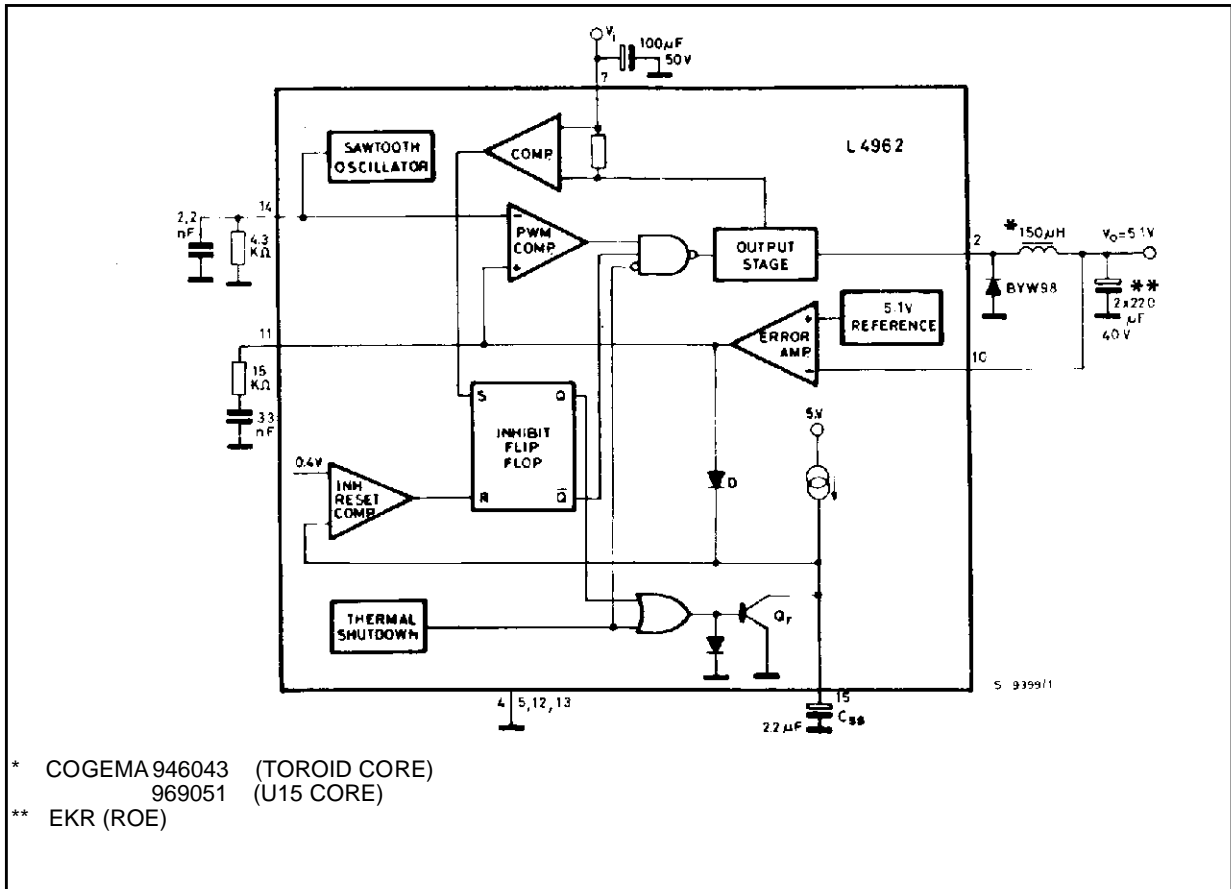 Vi
100µF
50V
7
SAWTOOTH
OSCILLATOR
COMP.
L4962
14
2,2
nF
4.3
KΩ
−
PWM
COMP
+
OUTPUT
STAGE
2
*
150µH
Vo=5.1V
BYW98
**
2x220
µF
40V
5.1V
REFERENCE
+
ERROR
AMP.
−
10
11
15
KΩ
33
nF
S Q
INHIBIT
FLIP
FLOP
R Q̅
0.4V
INH
RESET
COMP.
D
5V
THERMAL
SHUTDOWN
Qr
4 5,12,13
15
Css
2.2µF
S 9399/1
* COGEMA 946043 (TOROID CORE)
969051 (U15 CORE)
** EKR (ROE)